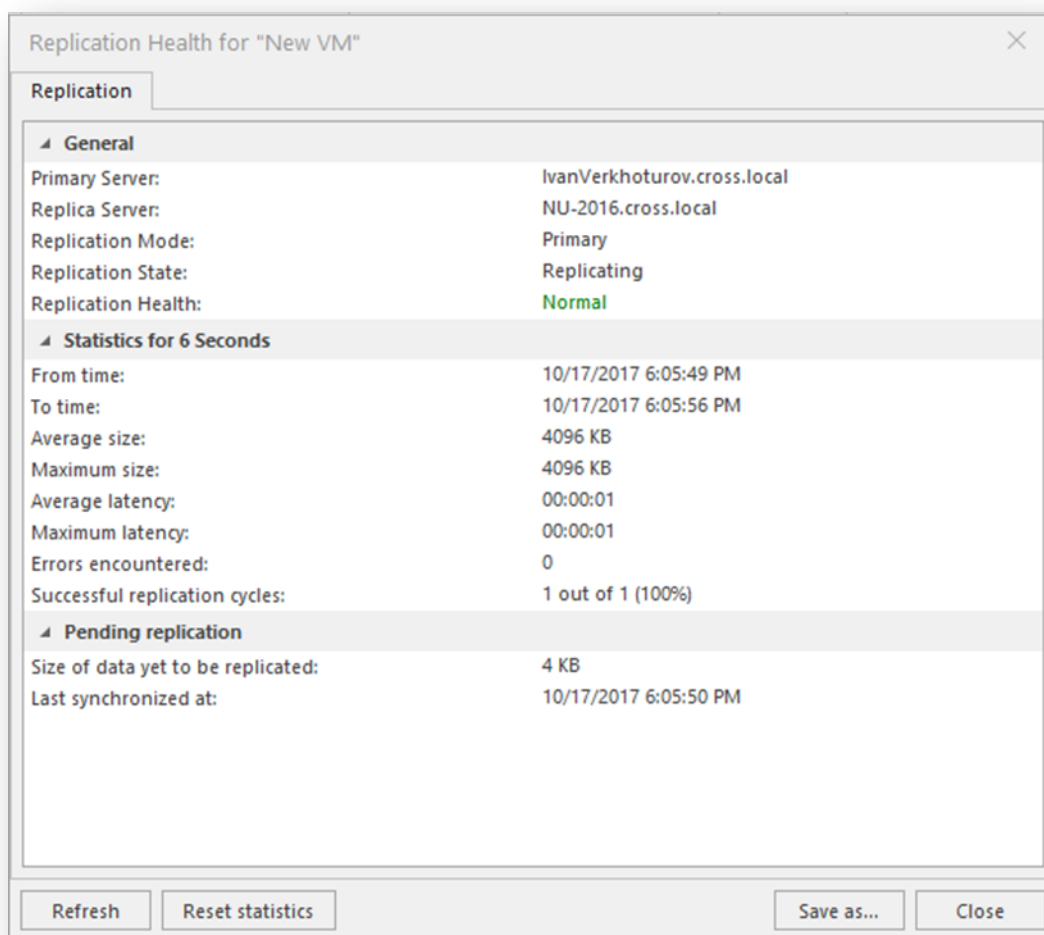 Replication Health for "New VM"
Replication
General
Primary Server: IvanVerkhoturov.cross.local
Replica Server: NU-2016.cross.local
Replication Mode: Primary
Replication State: Replicating
Replication Health: Normal
Statistics for 6 Seconds
From time: 10/17/2017 6:05:49 PM
To time: 10/17/2017 6:05:56 PM
Average size: 4096 KB
Maximum size: 4096 KB
Average latency: 00:00:01
Maximum latency: 00:00:01
Errors encountered: 0
Successful replication cycles: 1 out of 1 (100%)
Pending replication
Size of data yet to be replicated: 4 KB
Last synchronized at: 10/17/2017 6:05:50 PM
Refresh Reset statistics Save as... Close